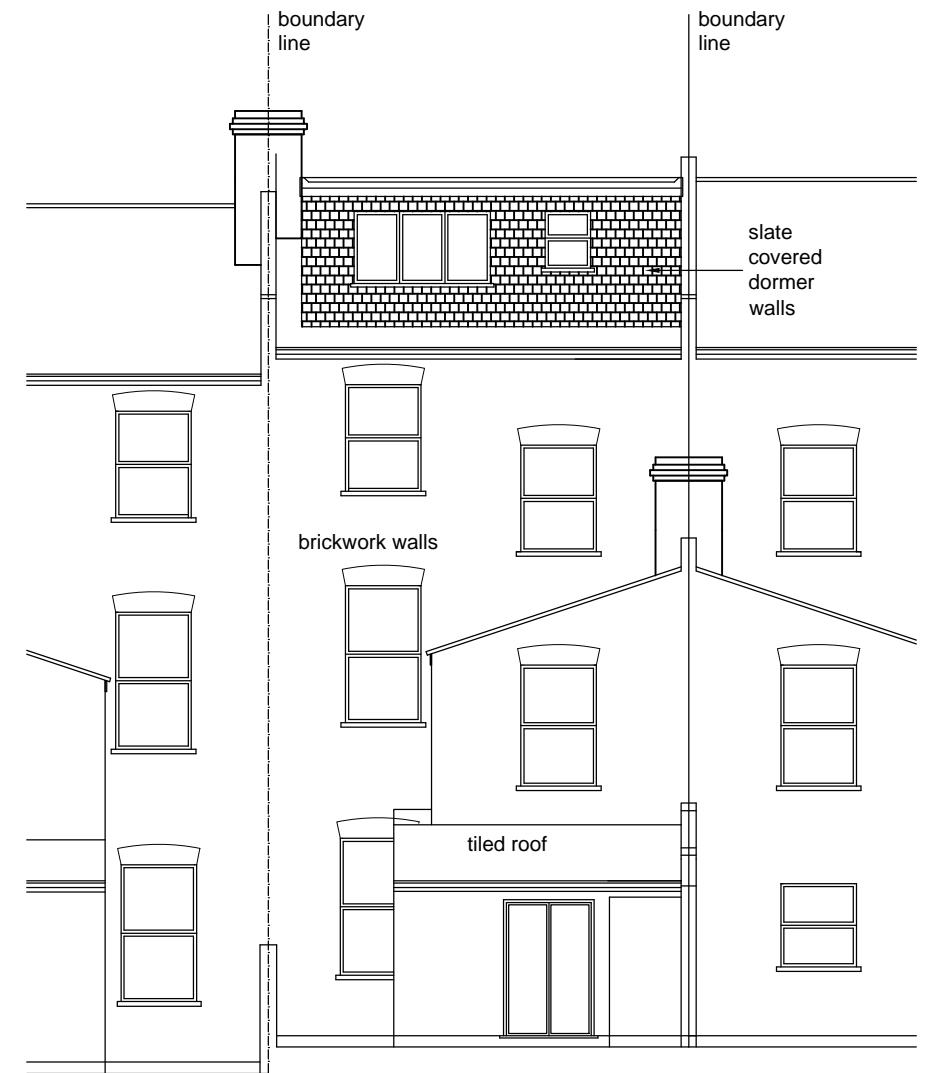 boundary
line
boundary
line
slate
covered
dormer
walls
brickwork walls
tiled roof